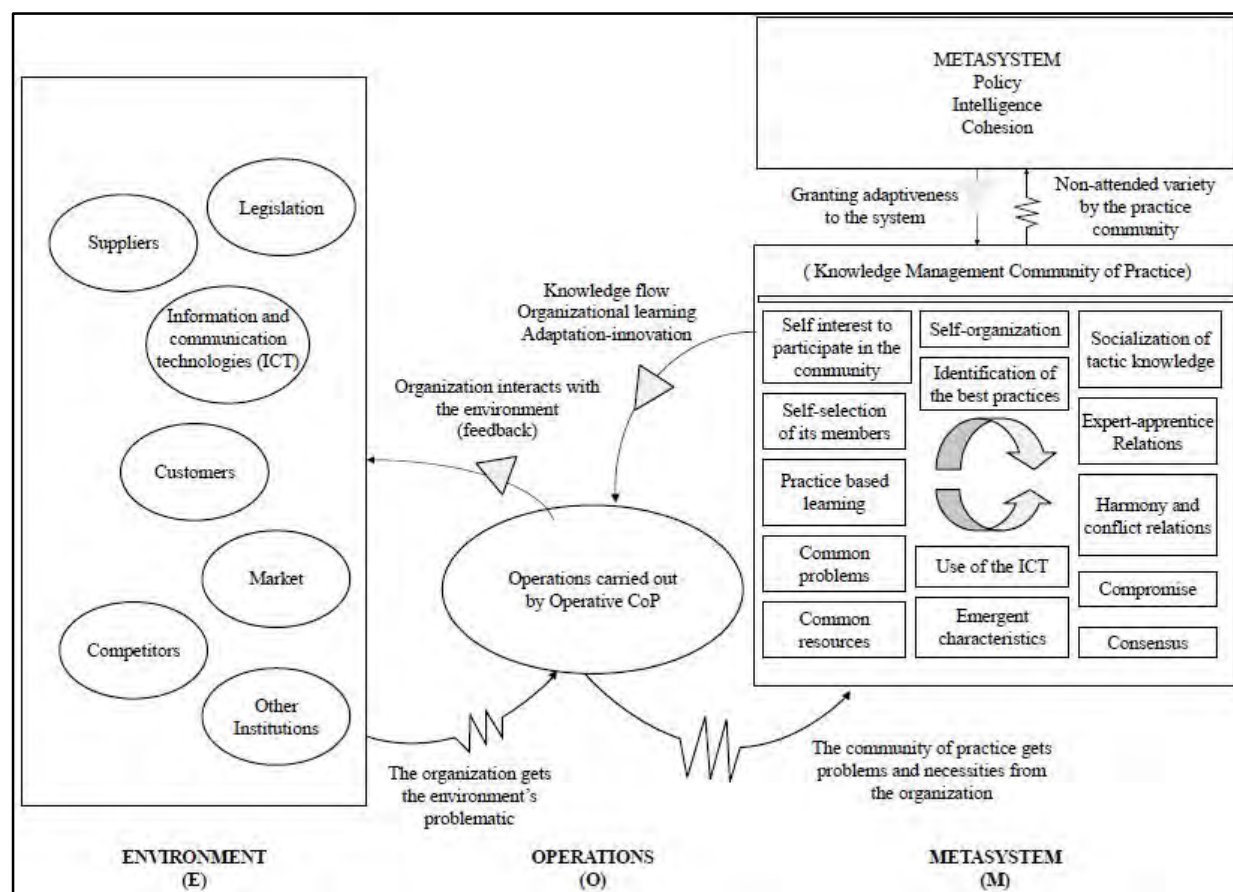 METASYSTEM
Policy
Intelligence
Cohesion
Granting adaptiveness
to the system
Non-attended variety
by the practice
community
( Knowledge Management Community of Practice)
Legislation
Suppliers
Information and
communication
technologies (ICT)
Customers
Market
Competitors
Other
Institutions
Knowledge flow
Organizational learning
Adaptation-innovation
Organization interacts with
the environment
(feedback)
Operations carried out
by Operative CoP
Self interest to
participate in the
community
Self-selection
of its members
Practice based
learning
Common
problems
Common
resources
Self-organization
Identification of
the best practices
Use of the ICT
Emergent
characteristics
Socialization of
tactic knowledge
Expert-apprentice
Relations
Harmony and
conflict relations
Compromise
Consensus
The organization gets
the environment's
problematic
The community of practice gets
problems and necessities from
the organization
ENVIRONMENT
(E)
OPERATIONS
(O)
METASYSTEM
(M)